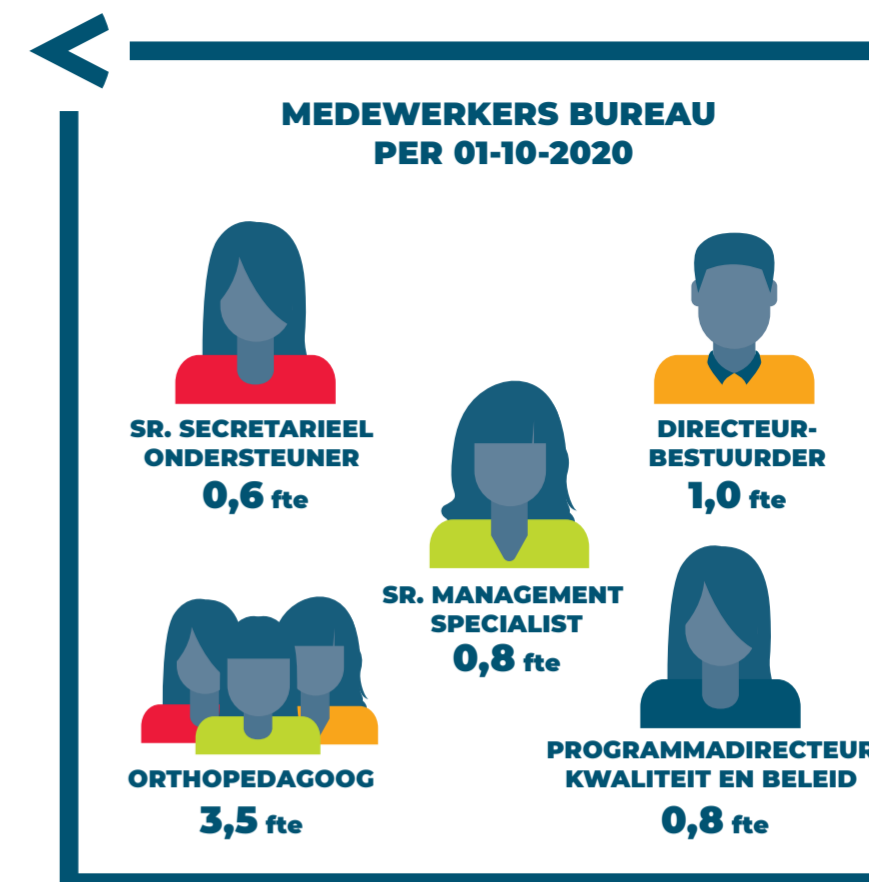 MEDEWERKERS BUREAU
PER 01-10-2020
SR. SECRETARIEEL
ONDERSTEUNER
0,6 fte
DIRECTEUR-
BESTUURDER
1,0 fte
SR. MANAGEMENT
SPECIALIST
0,8 fte
ORTHOPEDAGOOG
3,5 fte
PROGRAMMADIRECTEUR
KWALITEIT EN BELEID
0,8 fte